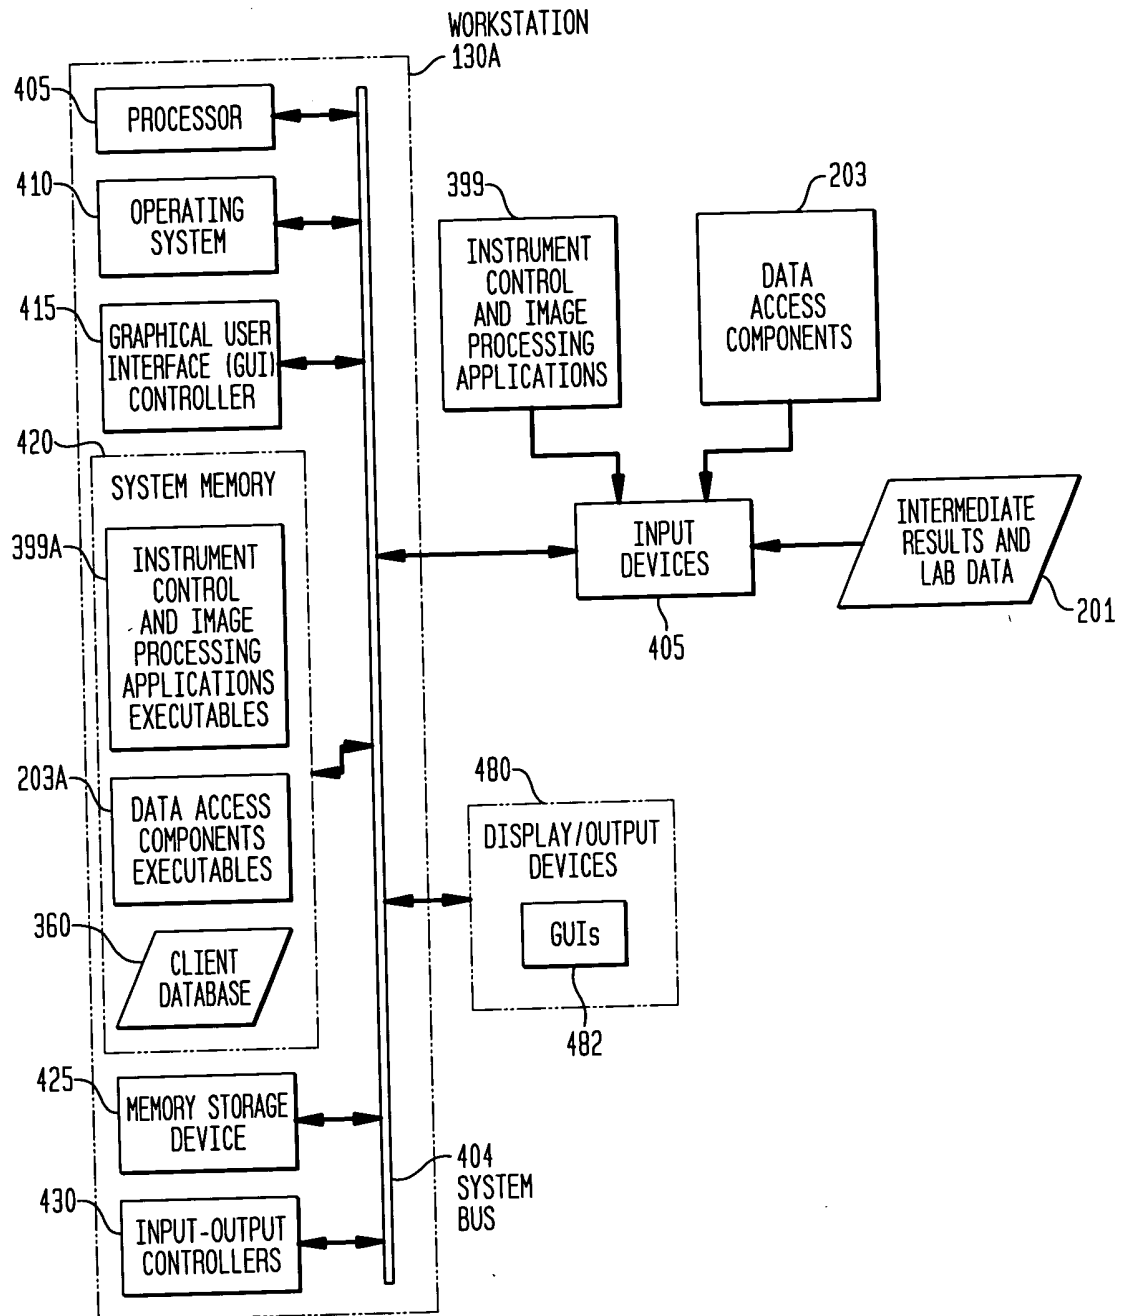 WORKSTATION
130A
405
PROCESSOR
410
OPERATING
SYSTEM
415
GRAPHICAL USER
INTERFACE (GUI)
CONTROLLER
420
SYSTEM MEMORY
399A
INSTRUMENT
CONTROL
AND IMAGE
PROCESSING
APPLICATIONS
EXECUTABLES
203A
DATA ACCESS
COMPONENTS
EXECUTABLES
360
CLIENT
DATABASE
425
MEMORY STORAGE
DEVICE
430
INPUT-OUTPUT
CONTROLLERS
404
SYSTEM
BUS
399
INSTRUMENT
CONTROL
AND IMAGE
PROCESSING
APPLICATIONS
203
DATA
ACCESS
COMPONENTS
INPUT
DEVICES
405
INTERMEDIATE
RESULTS AND
LAB DATA
201
480
DISPLAY/OUTPUT
DEVICES
GUIs
482